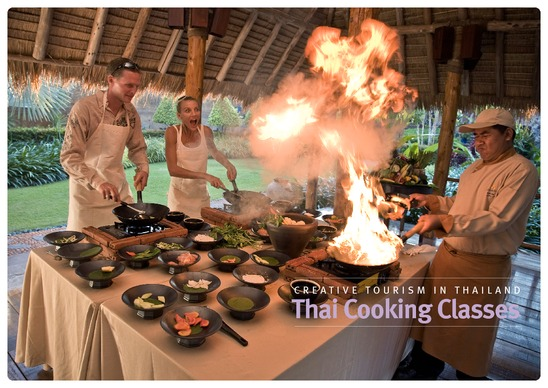 CREATIVE TOURISM IN THAILAND
Thai Cooking Classes